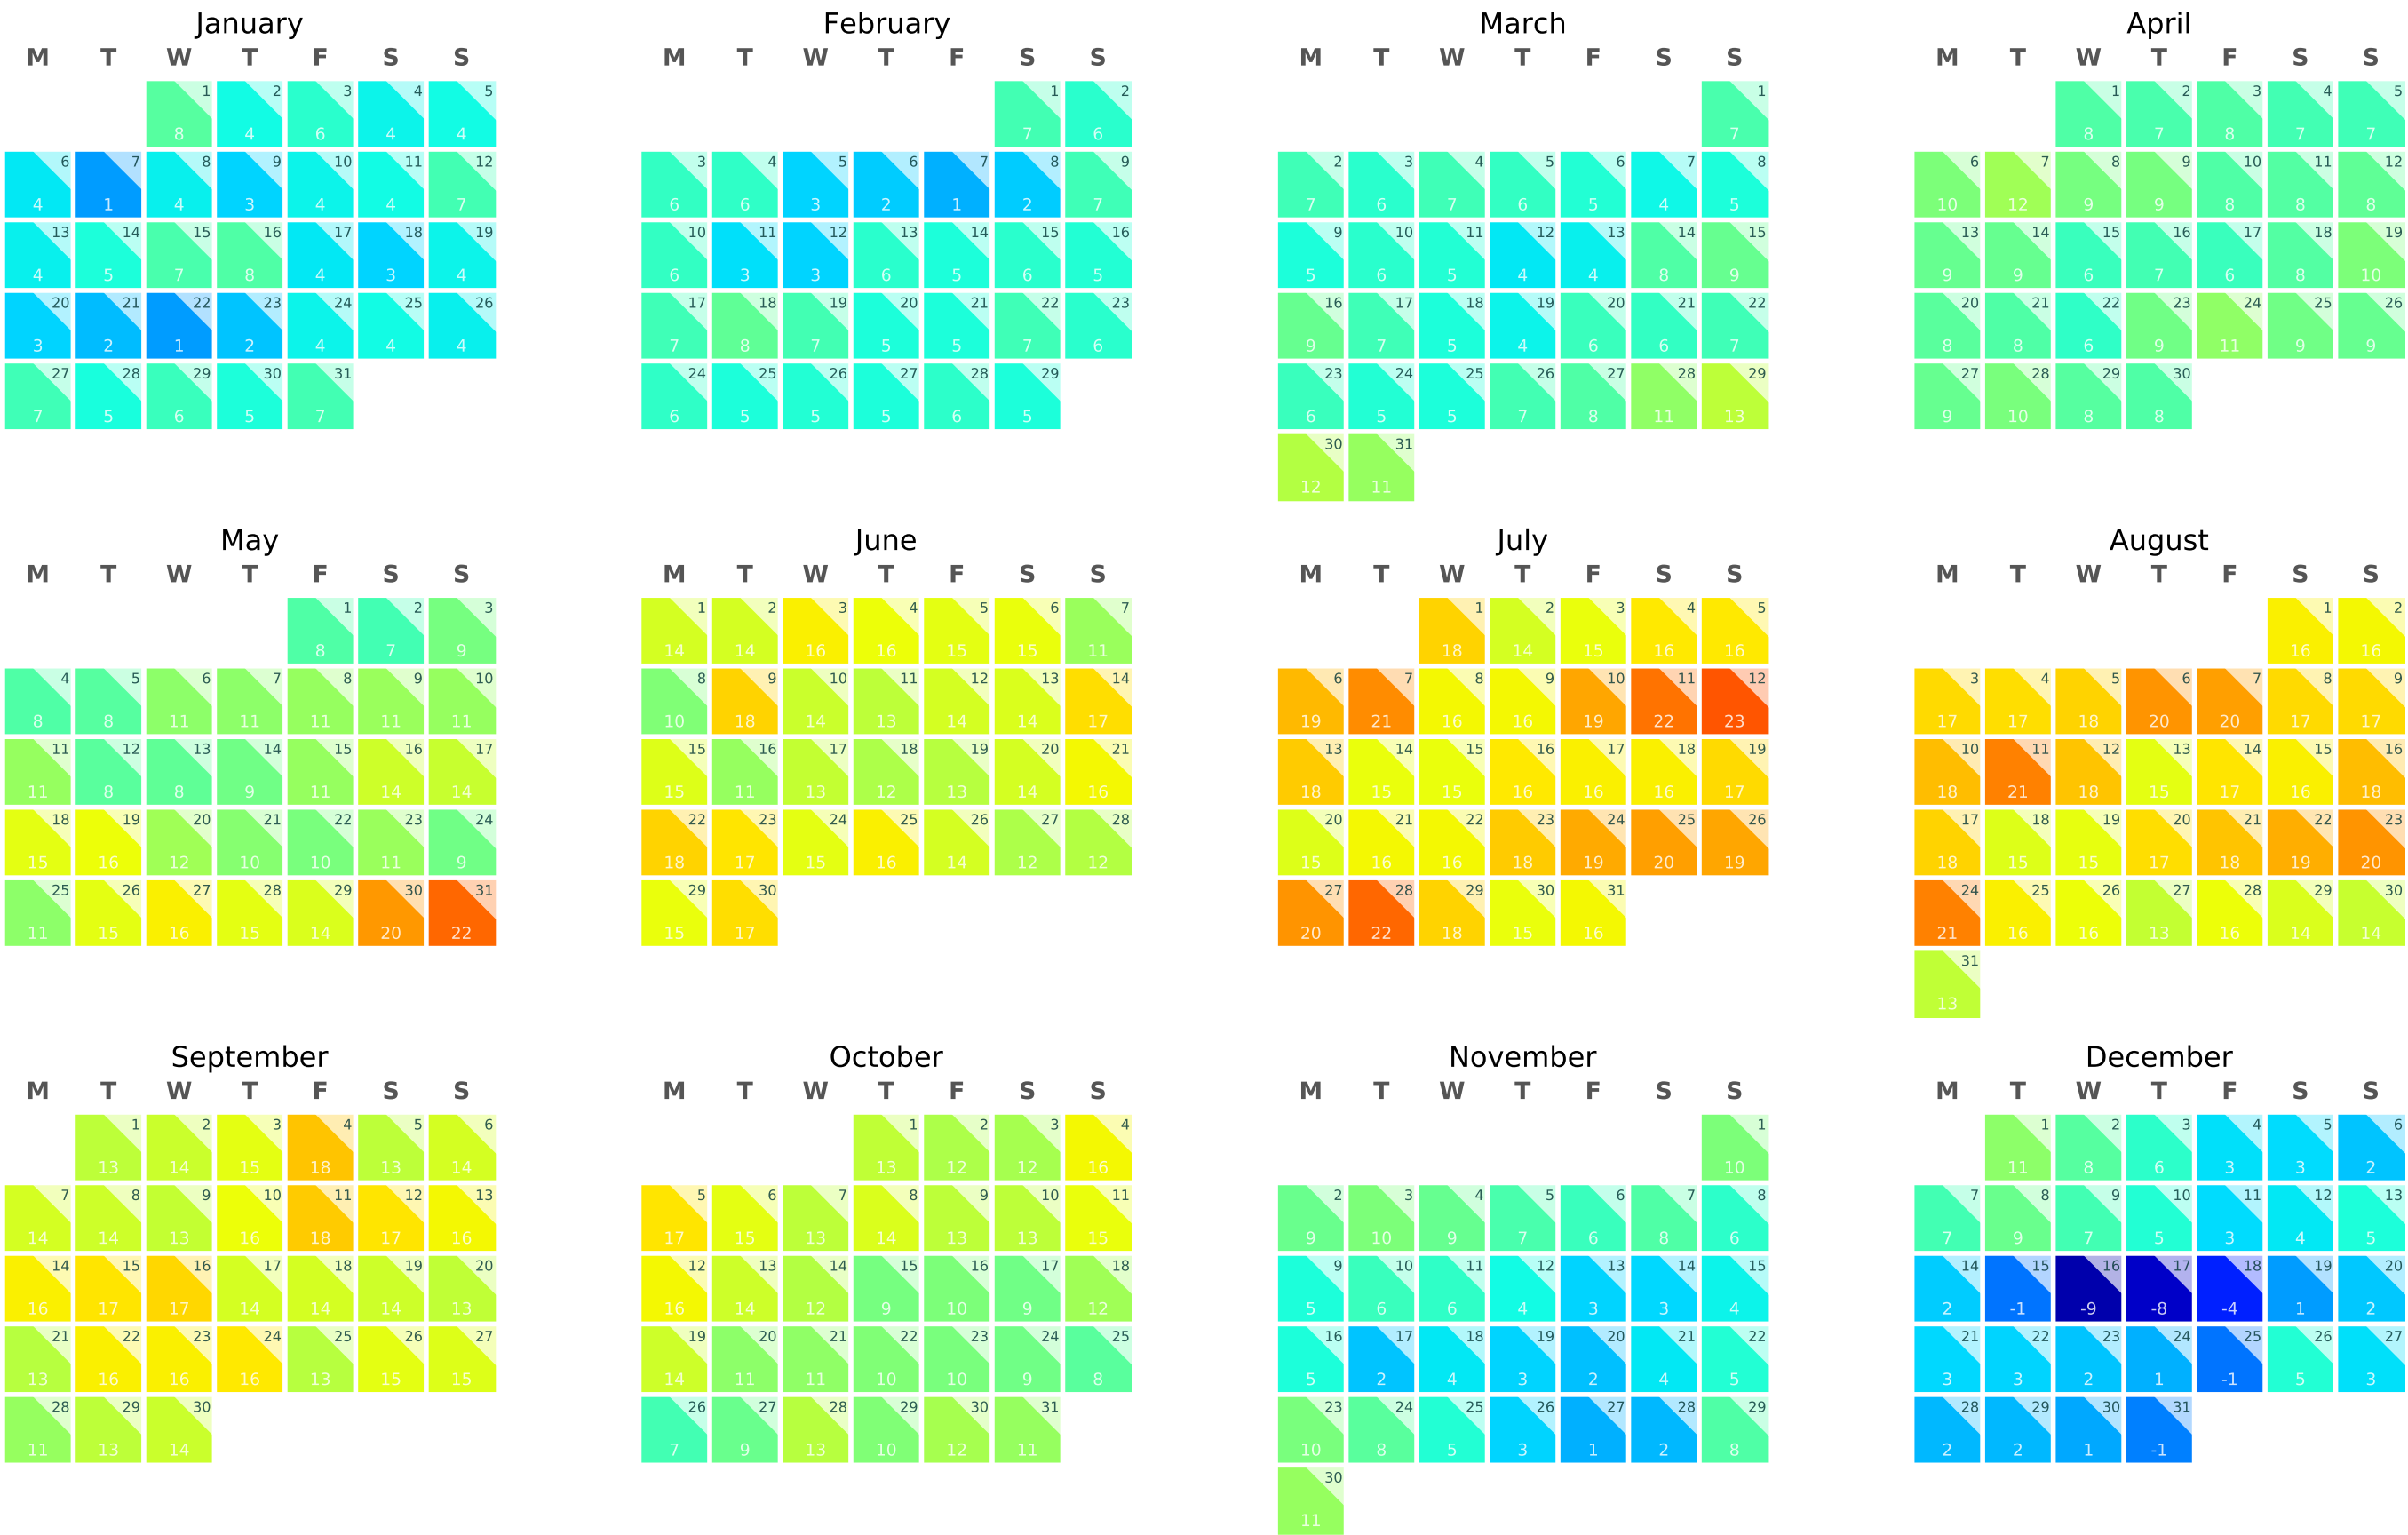 January February March April
M T W T F S S M T W T F S S M T W T F S S M T W T F S S
1 2 3 4 5 1 2 1 1 2 3 4 5
8 4 6 4 4 7 6 7 8 7 8 7 7
6 7 8 9 10 11 12 3 4 5 6 7 8 9 2 3 4 5 6 7 8 6 7 8 9 10 11 12
4 1 4 3 4 4 7 6 6 3 2 1 2 7 7 6 7 6 5 4 5 10 12 9 9 8 8 8
13 14 15 16 17 18 19 10 11 12 13 14 15 16 9 10 11 12 13 14 15 13 14 15 16 17 18 19
4 5 7 8 4 3 4 6 3 3 6 5 6 5 5 6 5 4 4 8 9 9 9 6 7 6 8 10
20 21 22 23 24 25 26 17 18 19 20 21 22 23 16 17 18 19 20 21 22 20 21 22 23 24 25 26
3 2 1 2 4 4 4 7 8 7 5 5 7 6 9 7 5 4 6 6 7 8 8 6 9 11 9 9
27 28 29 30 31 24 25 26 27 28 29 23 24 25 26 27 28 29 27 28 29 30
7 5 6 5 7 6 5 5 5 6 5 6 5 5 7 8 11 13 9 10 8 8
30 31
12 11
May June July August
M T W T F S S M T W T F S S M T W T F S S M T W T F S S
1 2 3 1 2 3 4 5 6 7 1 2 3 4 5 1 2
8 7 9 14 14 16 16 15 15 11 18 14 15 16 16 16 16
4 5 6 7 8 9 10 8 9 10 11 12 13 14 6 7 8 9 10 11 12 3 4 5 6 7 8 9
8 8 11 11 11 11 11 10 18 14 13 14 14 17 19 21 16 16 19 22 23 17 17 18 20 20 17 17
11 12 13 14 15 16 17 15 16 17 18 19 20 21 13 14 15 16 17 18 19 10 11 12 13 14 15 16
11 8 8 9 11 14 14 15 11 13 12 13 14 16 18 15 15 16 16 16 17 18 21 18 15 17 16 18
18 19 20 21 22 23 24 22 23 24 25 26 27 28 20 21 22 23 24 25 26 17 18 19 20 21 22 23
15 16 12 10 10 11 9 18 17 15 16 14 12 12 15 16 16 18 19 20 19 18 15 15 17 18 19 20
25 26 27 28 29 30 31 29 30 27 28 29 30 31 24 25 26 27 28 29 30
11 15 16 15 14 20 22 15 17 20 22 18 15 16 21 16 16 13 16 14 14
31
13
September October November December
M T W T F S S M T W T F S S M T W T F S S M T W T F S S
1 2 3 4 5 6 1 2 3 4 1 1 2 3 4 5 6
13 14 15 18 13 14 13 12 12 16 10 11 8 6 3 3 2
7 8 9 10 11 12 13 5 6 7 8 9 10 11 2 3 4 5 6 7 8 7 8 9 10 11 12 13
14 14 13 16 18 17 16 17 15 13 14 13 13 15 9 10 9 7 6 8 6 7 9 7 5 3 4 5
14 15 16 17 18 19 20 12 13 14 15 16 17 18 9 10 11 12 13 14 15 14 15 16 17 18 19 20
16 17 17 14 14 14 13 16 14 12 9 10 9 12 5 6 6 4 3 3 4 2 -1 -9 -8 -4 1 2
21 22 23 24 25 26 27 19 20 21 22 23 24 25 16 17 18 19 20 21 22 21 22 23 24 25 26 27
13 16 16 16 13 15 15 14 11 11 10 10 9 8 5 2 4 3 2 4 5 3 3 2 1 -1 5 3
28 29 30 26 27 28 29 30 31 23 24 25 26 27 28 29 28 29 30 31
11 13 14 7 9 13 10 12 11 10 8 5 3 1 2 8 2 2 1 -1
30
11